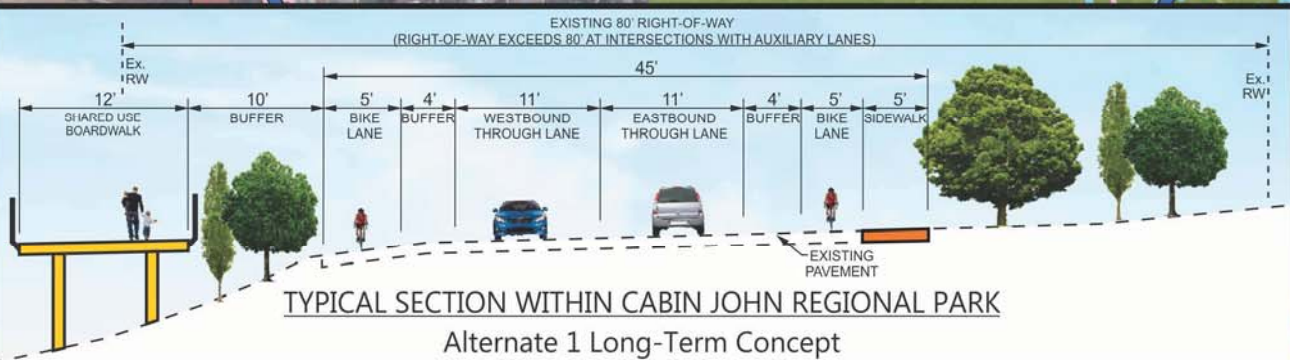 EXISTING 80' RIGHT-OF-WAY
(RIGHT-OF-WAY EXCEEDS 80' AT INTERSECTIONS WITH AUXILIARY LANES)
Ex.
RW
Ex.
RW
45'
12'
SHARED USE
BOARDWALK
10'
BUFFER
5'
BIKE
LANE
4'
BUFFER
11'
WESTBOUND
THROUGH LANE
11'
EASTBOUND
THROUGH LANE
4'
BUFFER
5'
BIKE
LANE
5'
SIDEWALK
EXISTING
PAVEMENT
TYPICAL SECTION WITHIN CABIN JOHN REGIONAL PARK
Alternate 1 Long-Term Concept